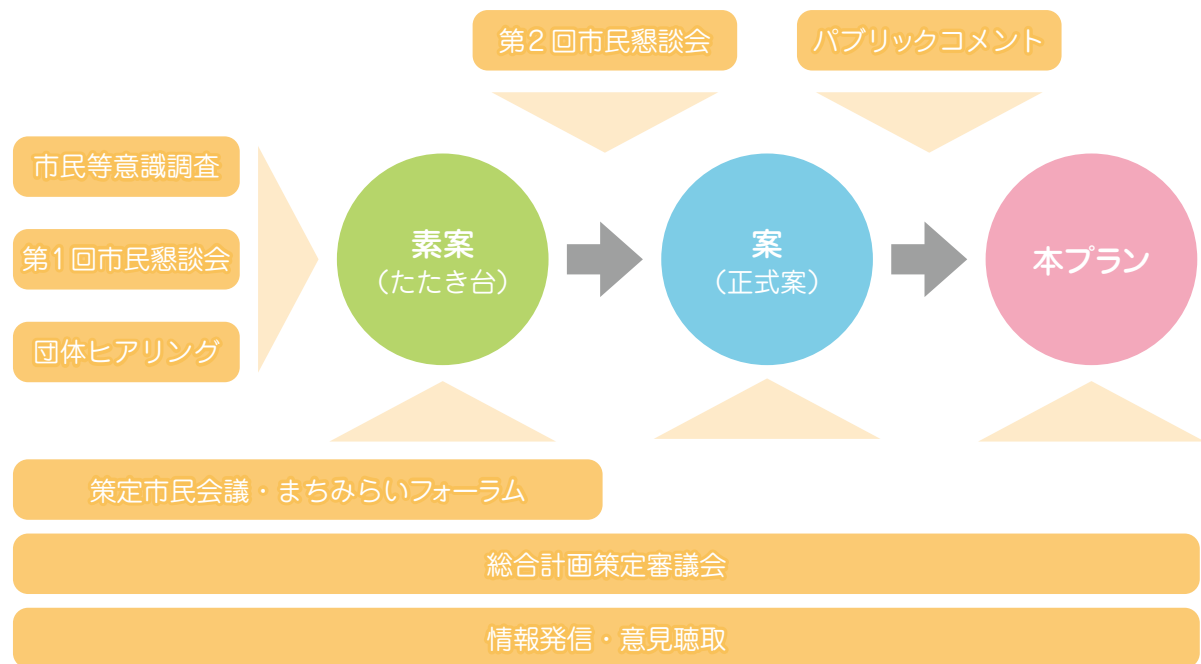 第２回市民懇談会
パブリックコメント
市民等意識調査
第１回市民懇談会
団体ヒアリング
素案
（たたき台）
案
（正式案）
本プラン
策定市民会議・まちみらいフォーラム
総合計画策定審議会
情報発信・意見聴取